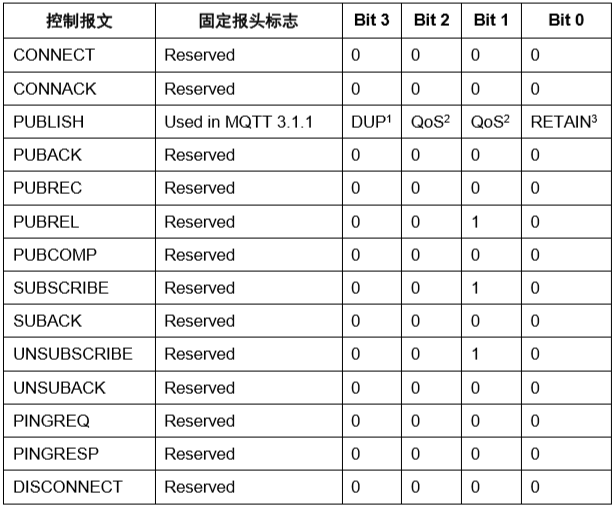 控制报文 固定报头标志 Bit 3 Bit 2 Bit 1 Bit 0
CONNECT Reserved 0 0 0 0
CONNACK Reserved 0 0 0 0
PUBLISH Used in MQTT 3.1.1 DUP¹ QoS² QoS² RETAIN³
PUBACK Reserved 0 0 0 0
PUBREC Reserved 0 0 0 0
PUBREL Reserved 0 0 1 0
PUBCOMP Reserved 0 0 0 0
SUBSCRIBE Reserved 0 0 1 0
SUBACK Reserved 0 0 0 0
UNSUBSCRIBE Reserved 0 0 1 0
UNSUBACK Reserved 0 0 0 0
PINGREQ Reserved 0 0 0 0
PINGRESP Reserved 0 0 0 0
DISCONNECT Reserved 0 0 0 0